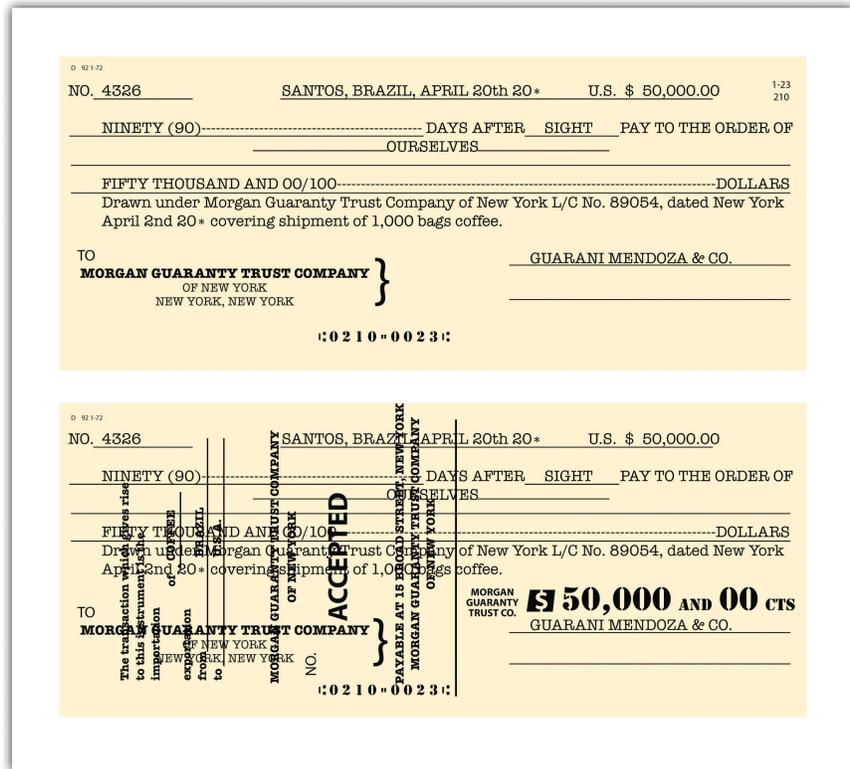 D 92 1-72
NO. 4326 SANTOS, BRAZIL, APRIL 20th 20* U.S. $ 50,000.00 1-23
210
NINETY (90)---------------------------------------------- DAYS AFTER SIGHT PAY TO THE ORDER OF
OURSELVES
FIFTY THOUSAND AND 00/100--------------------------------------------------------------------------------DOLLARS
Drawn under Morgan Guaranty Trust Company of New York L/C No. 89054, dated New York
April 2nd 20* covering shipment of 1,000 bags coffee.
TO
MORGAN GUARANTY TRUST COMPANY }
OF NEW YORK
NEW YORK, NEW YORK
GUARANI MENDOZA & CO.
⑆0210⑈0023⑆
D 92 1-72
NO. 4326 SANTOS, BRAZIL, APRIL 20th 20* U.S. $ 50,000.00
NINETY (90)---------------------------------------------- DAYS AFTER SIGHT PAY TO THE ORDER OF
OURSELVES
FIFTY THOUSAND AND 00/100--------------------------------------------------------------------------------DOLLARS
Drawn under Morgan Guaranty Trust Company of New York L/C No. 89054, dated New York
April 2nd 20* covering shipment of 1,000 bags coffee.
TO
MORGAN GUARANTY TRUST COMPANY }
OF NEW YORK
NEW YORK, NEW YORK
MORGAN
GUARANTY
TRUST CO.
$ 50,000 AND 00 CTS
GUARANI MENDOZA & CO.
⑆0210⑈0023⑆
The transaction which gives rise
to this instrument is the
importation
of COFFEE
exportation
from BRAZIL
to U.S.A.
MORGAN GUARANTY TRUST COMPANY
OF NEW YORK
NO.
ACCEPTED
PAYABLE AT 15 BROAD STREET, NEW YORK
MORGAN GUARANTY TRUST COMPANY
OF NEW YORK